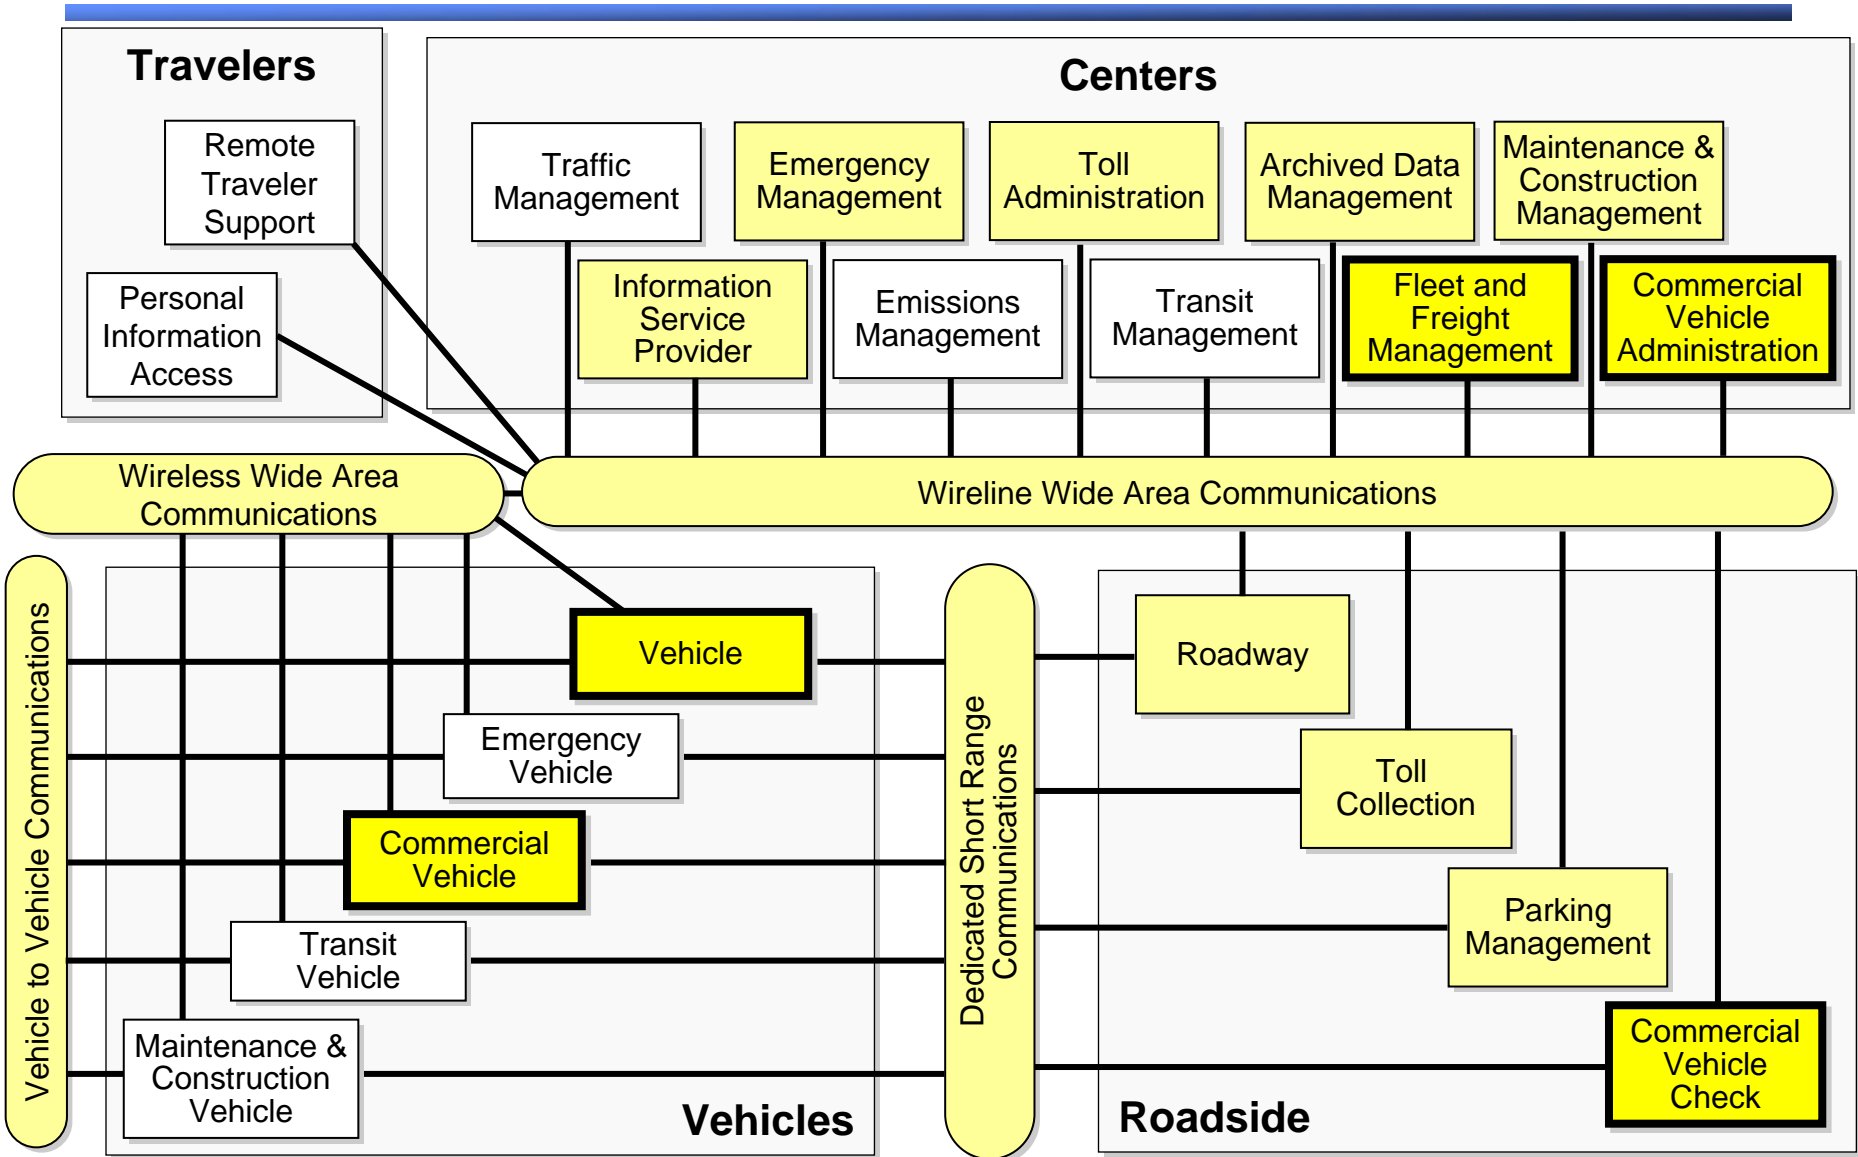 Travelers
Remote
Traveler
Support
Personal
Information
Access
Centers
Traffic
Management
Emergency
Management
Toll
Administration
Archived Data
Management
Maintenance &
Construction
Management
Information
Service
Provider
Emissions
Management
Transit
Management
Fleet and
Freight
Management
Commercial
Vehicle
Administration
Wireless Wide Area
Communications
Wireline Wide Area Communications
Vehicle to Vehicle Communications
Vehicle
Emergency
Vehicle
Commercial
Vehicle
Transit
Vehicle
Maintenance &
Construction
Vehicle
Vehicles
Dedicated Short Range
Communications
Roadway
Toll
Collection
Parking
Management
Commercial
Vehicle
Check
Roadside